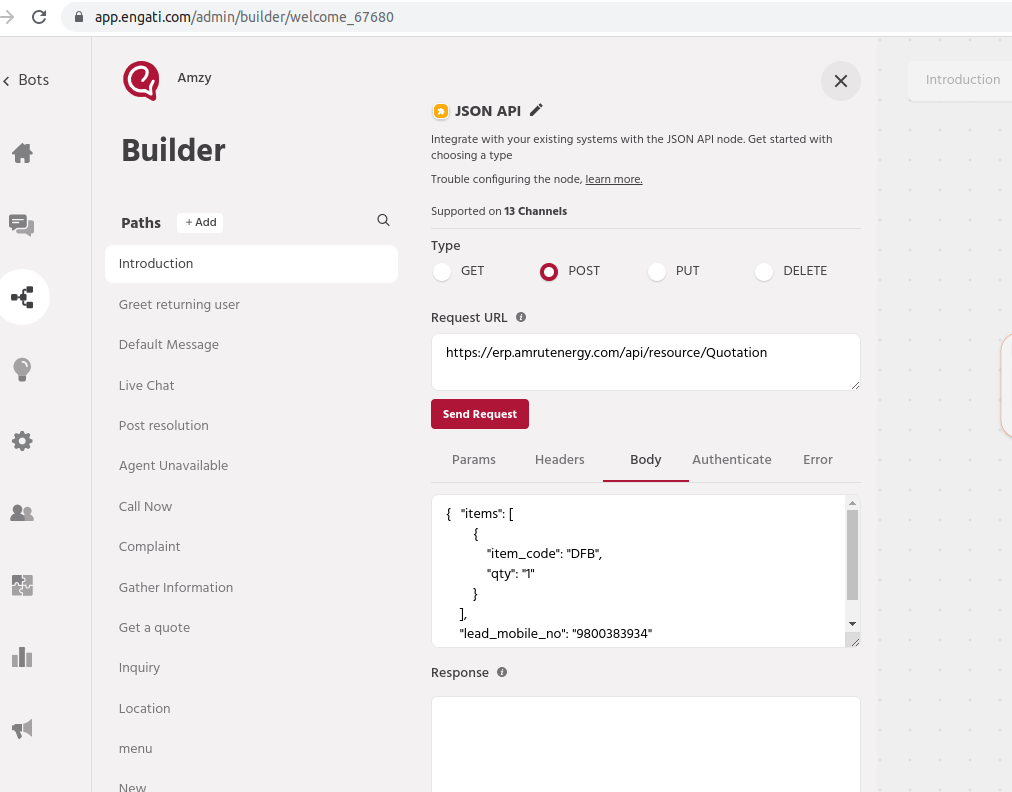 app.engati.com/admin/builder/welcome_67680
Bots
Amzy
Builder
Paths
+ Add
Introduction
Greet returning user
Default Message
Live Chat
Post resolution
Agent Unavailable
Call Now
Complaint
Gather Information
Get a quote
Inquiry
Location
menu
New
JSON API
Integrate with your existing systems with the JSON API node. Get started with
choosing a type
Trouble configuring the node, learn more.
Supported on 13 Channels
Type
GET POST PUT DELETE
Request URL
https://erp.amrutenergy.com/api/resource/Quotation
Send Request
Params Headers Body Authenticate Error
{ "items": [
{
"item_code": "DFB",
"qty": "1"
}
],
"lead_mobile_no": "9800383934"
Response
Introduction